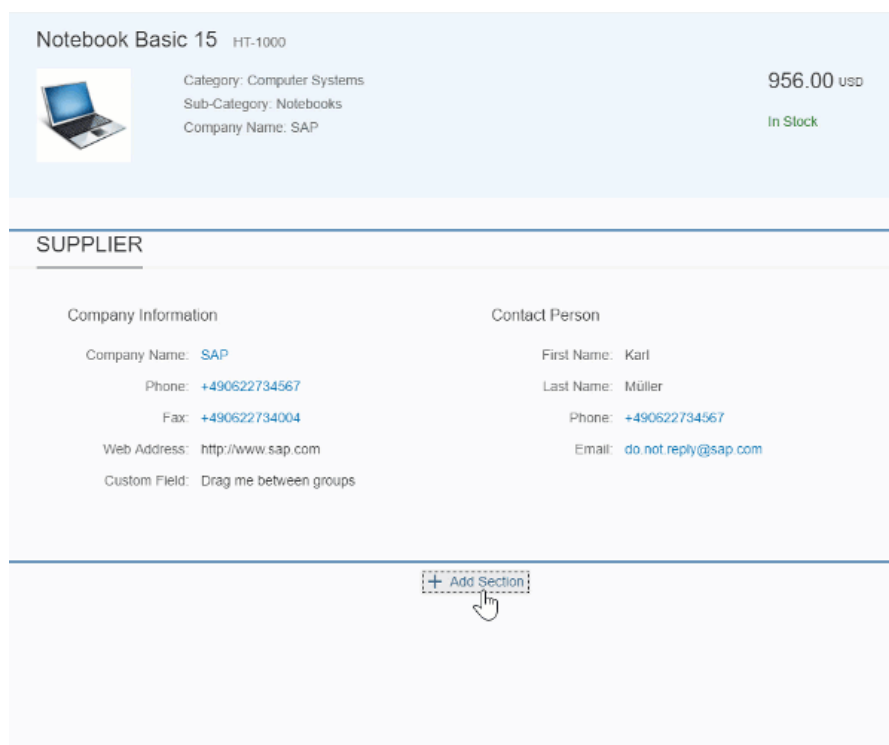 Notebook Basic 15 HT-1000
Category: Computer Systems
Sub-Category: Notebooks
Company Name: SAP
956.00 USD
In Stock
SUPPLIER
Company Information
Company Name: SAP
Phone: +490622734567
Fax: +490622734004
Web Address: http://www.sap.com
Custom Field: Drag me between groups
Contact Person
First Name: Karl
Last Name: Müller
Phone: +490622734567
Email: do.not.reply@sap.com
+ Add Section